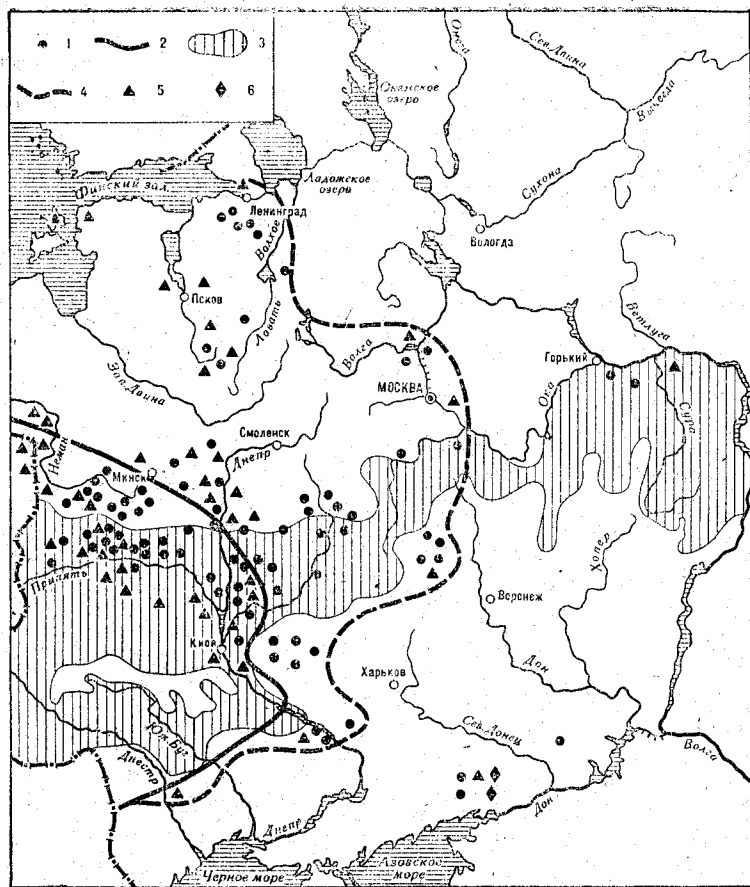 1 2 3
4 5 6
Онега
Сев. Двина
Вычегда
Онежское озеро
Сухона
Финский зал.
Ладожское озеро
Ленинград
Волхов
Вологда
Псков
Ловать
Ветлуга
Волга
Горький
Зап. Двина
МОСКВА
Ока
Сура
Смоленск
Неман
Днепр
Минск
Хопер
Припять
Воронеж
Киев
Дон
Харьков
Сев. Донец
Юж. Буг
Волга
Днестр
Дон
Днепр
Черное море
Азовское море